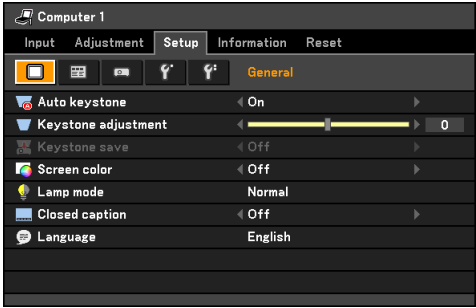 Computer 1
Input Adjustment Setup Information Reset
General
Auto keystone On
Keystone adjustment 0
Keystone save Off
Screen color Off
Lamp mode Normal
Closed caption Off
Language English